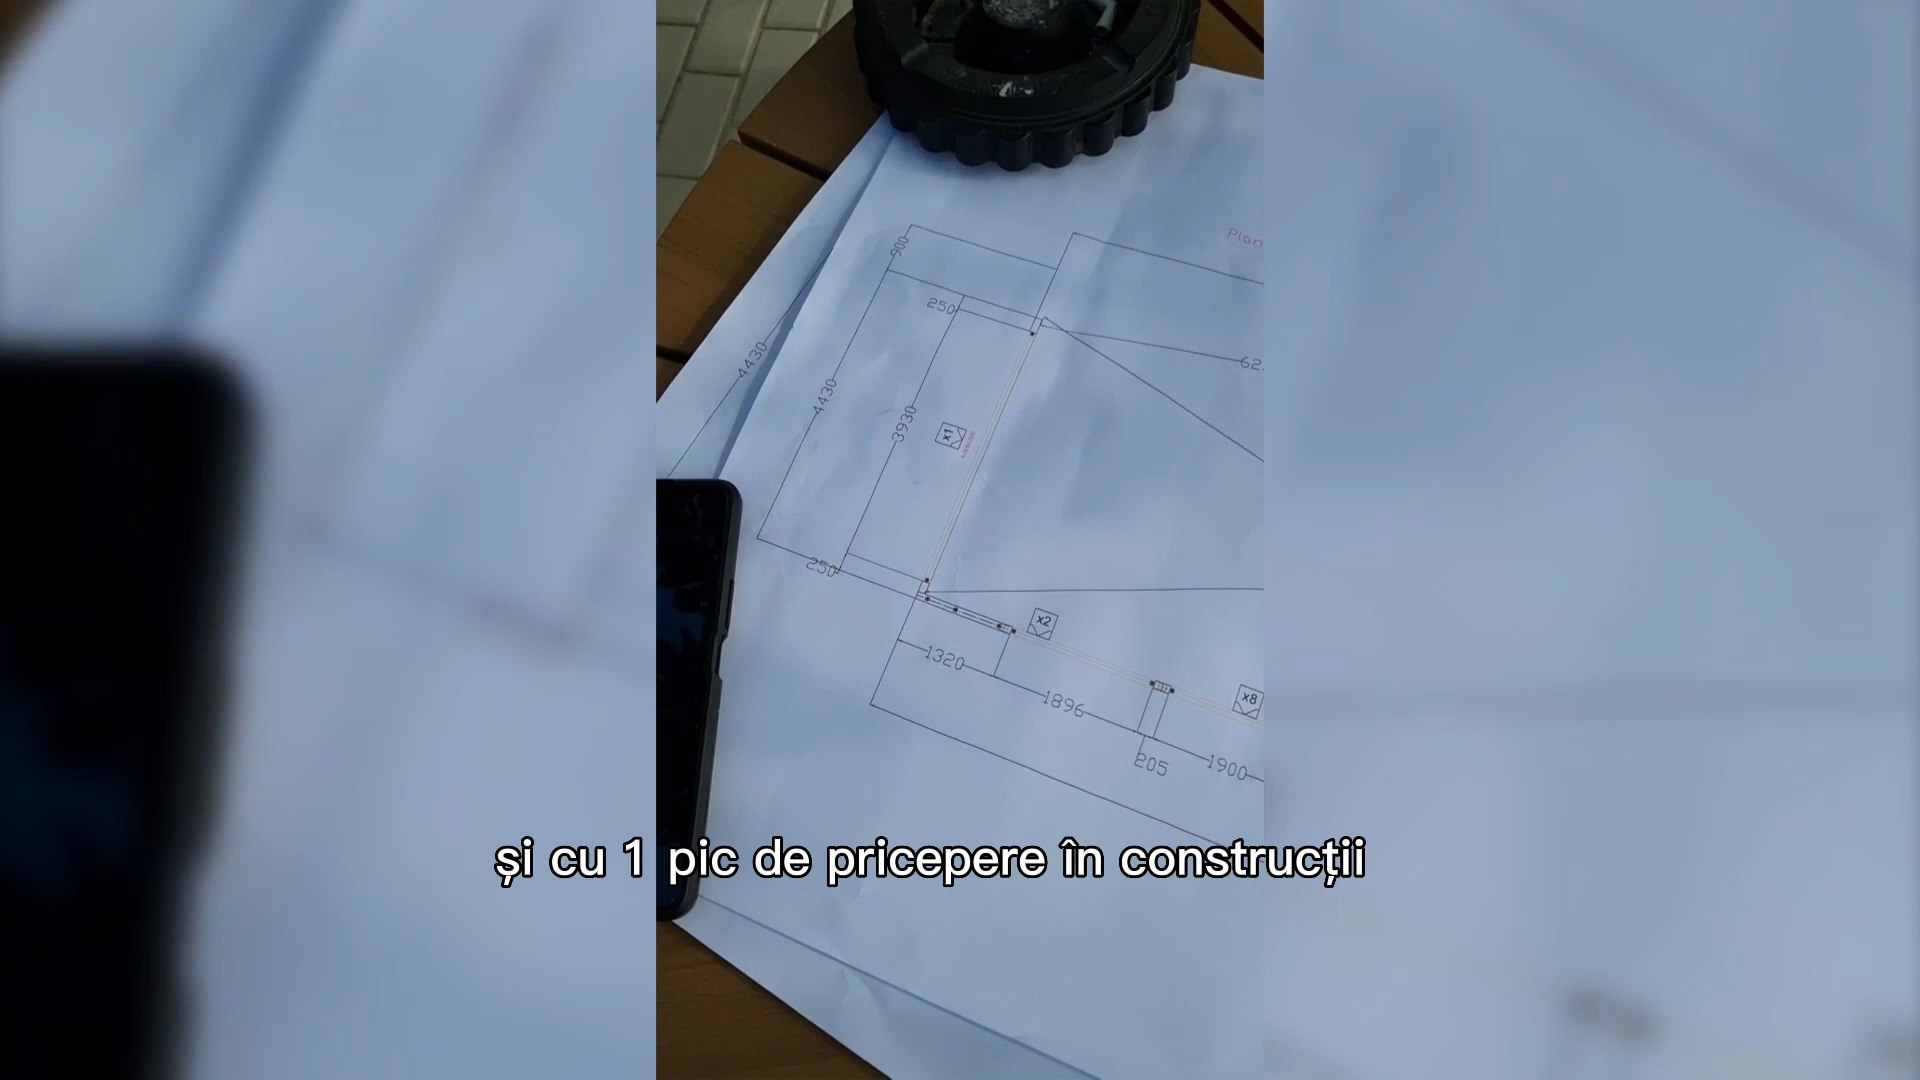 Plan
900
250
62
4430
4430
3930
x1
250
x2
1320
1896
x8
205
1900
și cu 1 pic de pricepere în construcții